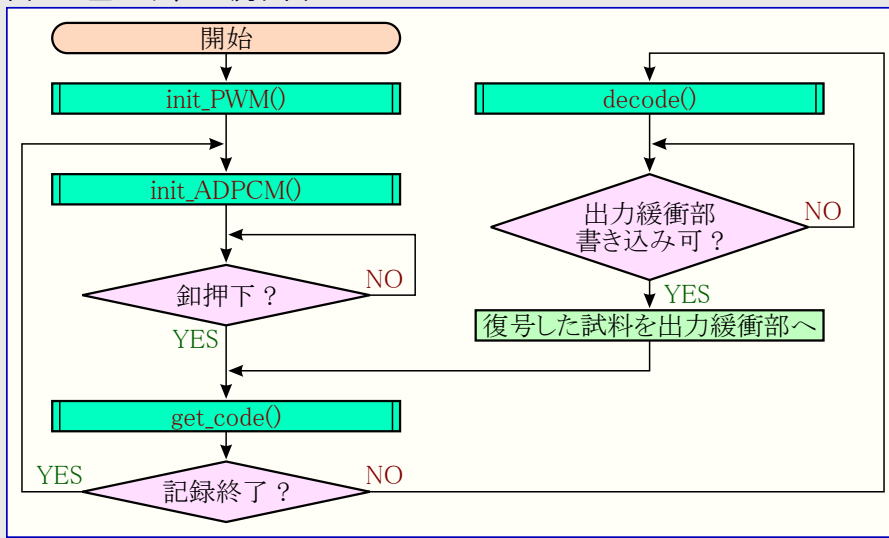 開始
init_PWM()
init_ADPCM()
釦押下 ?
NO
YES
get_code()
記録終了 ?
YES
NO
decode()
出力緩衝部
書き込み可 ?
NO
YES
復号した試料を出力緩衝部へ